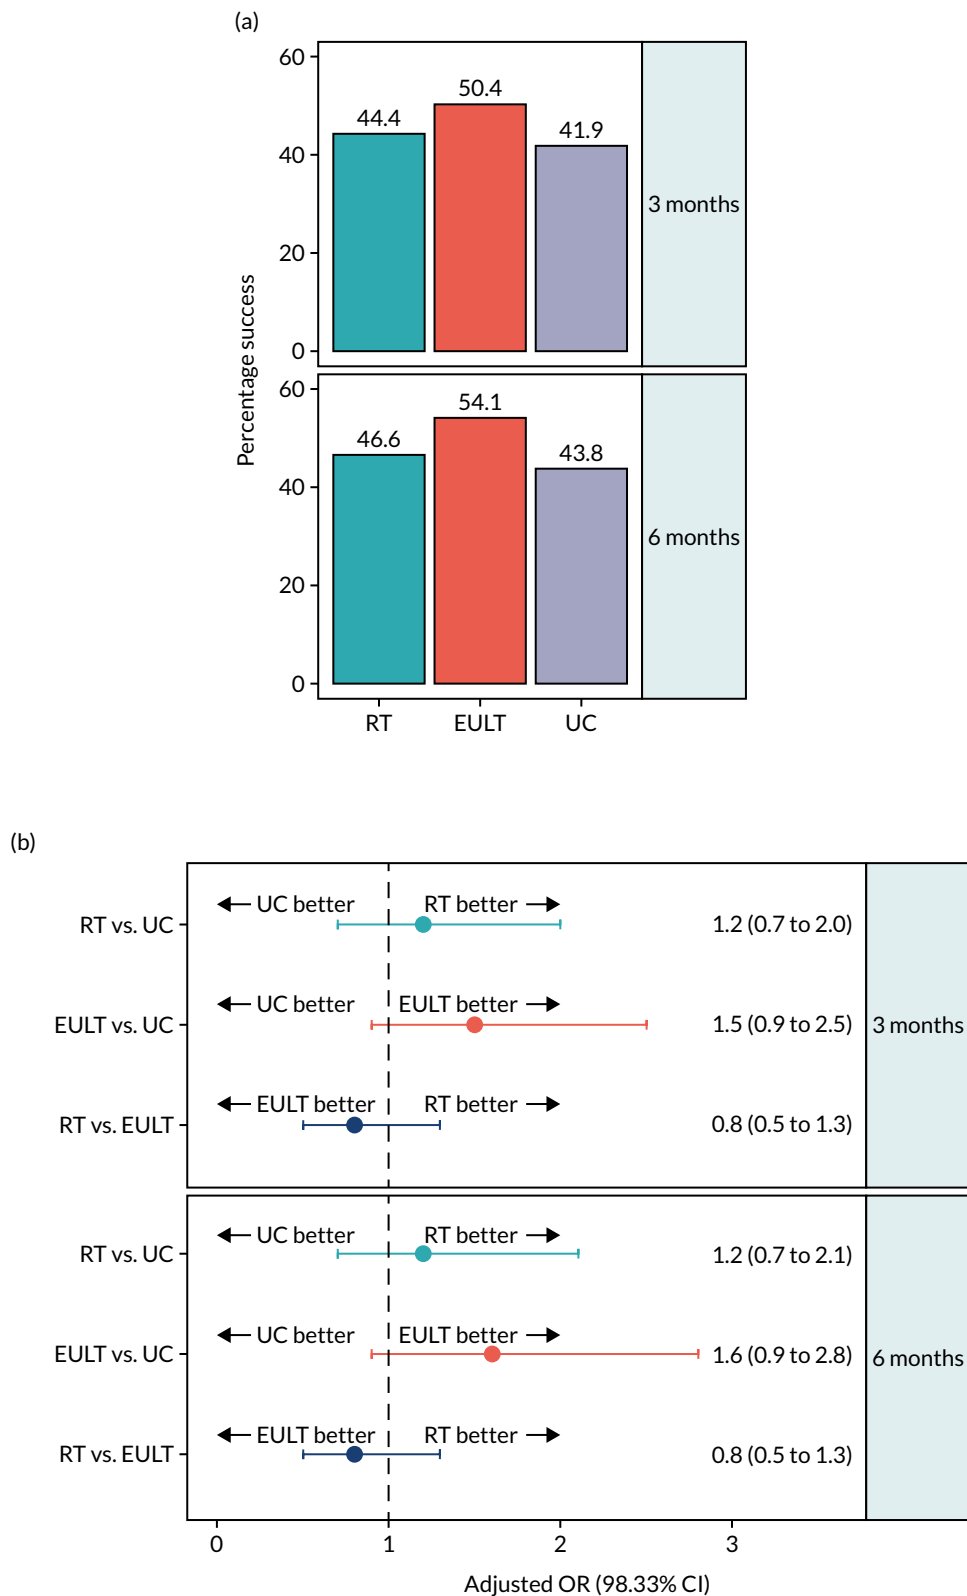 (a)
Percentage success
60
40
20
0
44.4
50.4
41.9
3 months
60
40
20
0
46.6
54.1
43.8
6 months
RT
EULT
UC
(b)
RT vs. UC
UC better
RT better
1.2 (0.7 to 2.0)
EULT vs. UC
UC better
EULT better
1.5 (0.9 to 2.5)
3 months
RT vs. EULT
EULT better
RT better
0.8 (0.5 to 1.3)
RT vs. UC
UC better
RT better
1.2 (0.7 to 2.1)
EULT vs. UC
UC better
EULT better
1.6 (0.9 to 2.8)
6 months
RT vs. EULT
EULT better
RT better
0.8 (0.5 to 1.3)
0
1
2
3
Adjusted OR (98.33% CI)